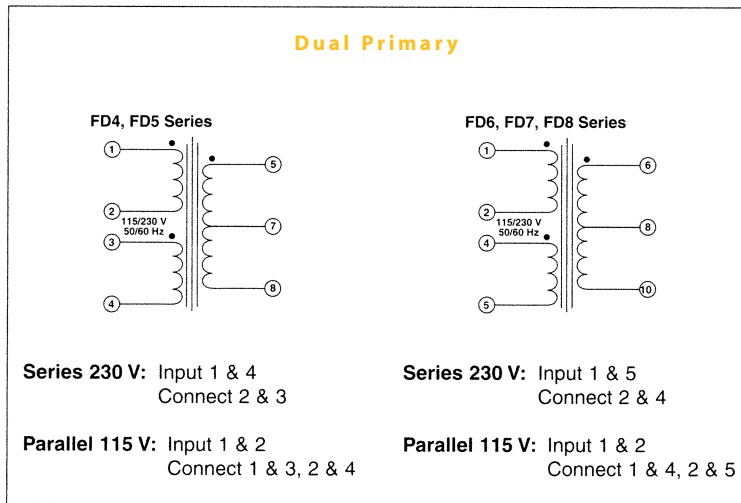 Dual Primary
FD4, FD5 Series
1
5
2
115/230 V
50/60 Hz
7
3
4
8
Series 230 V: Input 1 & 4
Connect 2 & 3
Parallel 115 V: Input 1 & 2
Connect 1 & 3, 2 & 4
FD6, FD7, FD8 Series
1
6
2
115/230 V
50/60 Hz
8
4
5
10
Series 230 V: Input 1 & 5
Connect 2 & 4
Parallel 115 V: Input 1 & 2
Connect 1 & 4, 2 & 5